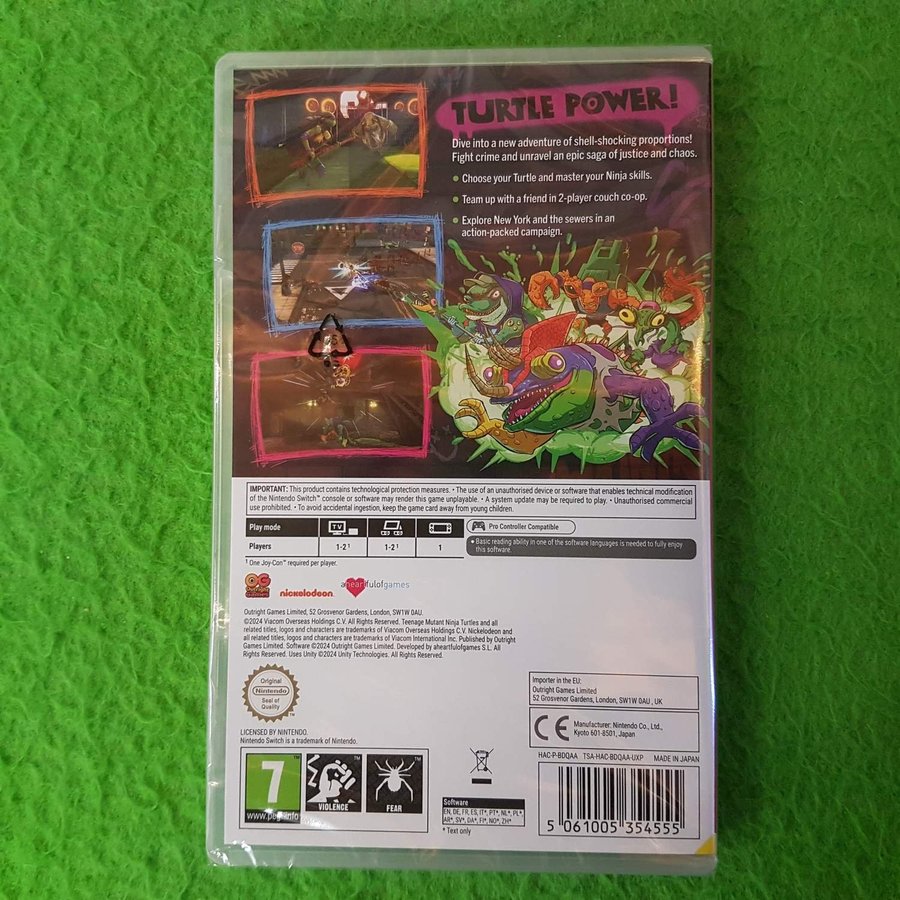 TURTLE POWER!
Dive into a new adventure of shell-shocking proportions!
Fight crime and unravel an epic saga of justice and chaos.
• Choose your Turtle and master your Ninja skills.
• Team up with a friend in 2-player couch co-op.
• Explore New York and the sewers in an
action-packed campaign.
IMPORTANT: This product contains technological protection measures. • The use of an unauthorised device or software that enables technical modification
of the Nintendo Switch™ console or software may render this game unplayable. • A system update may be required to play. • Unauthorised commercial
use prohibited. • To avoid accidental ingestion, keep the game card away from young children.
Play mode TV Pro Controller Compatible
Players 1-2¹ 1-2¹ 1
• Basic reading ability in one of the software languages is needed to fully enjoy
this software.
¹ One Joy-Con™ required per player.
OG Outright Games nickelodeon aheartfulofgames
Outright Games Limited, 52 Grosvenor Gardens, London, SW1W 0AU.
©2024 Viacom Overseas Holdings C.V. All Rights Reserved. Teenage Mutant Ninja Turtles and all
related titles, logos and characters are trademarks of Viacom Overseas Holdings C.V. Nickelodeon and
all related titles, logos and characters are trademarks of Viacom International Inc. Published by Outright
Games Limited. Software ©2024 Outright Games Limited. Developed by aheartfulofgames S.L. All
Rights Reserved. Uses Unity ©2024 Unity Technologies. All Rights Reserved.
Original
Nintendo
Seal of
Quality
™
LICENSED BY NINTENDO.
Nintendo Switch is a trademark of Nintendo.
Importer in the EU:
Outright Games Limited
52 Grosvenor Gardens, London, SW1W 0AU , UK
CE Manufacturer: Nintendo Co., Ltd.,
Kyoto 601-8501, Japan
HAC-P-BDQAA TSA-HAC-BDQAA-UXP MADE IN JAPAN
7
www.pegi.info
VIOLENCE
FEAR
Software
EN, DE, FR, ES, IT*, PT*, NL*, PL*,
AR*, SV*, DA*, FI*, NO*, ZH*
* Text only
5 061005 354555